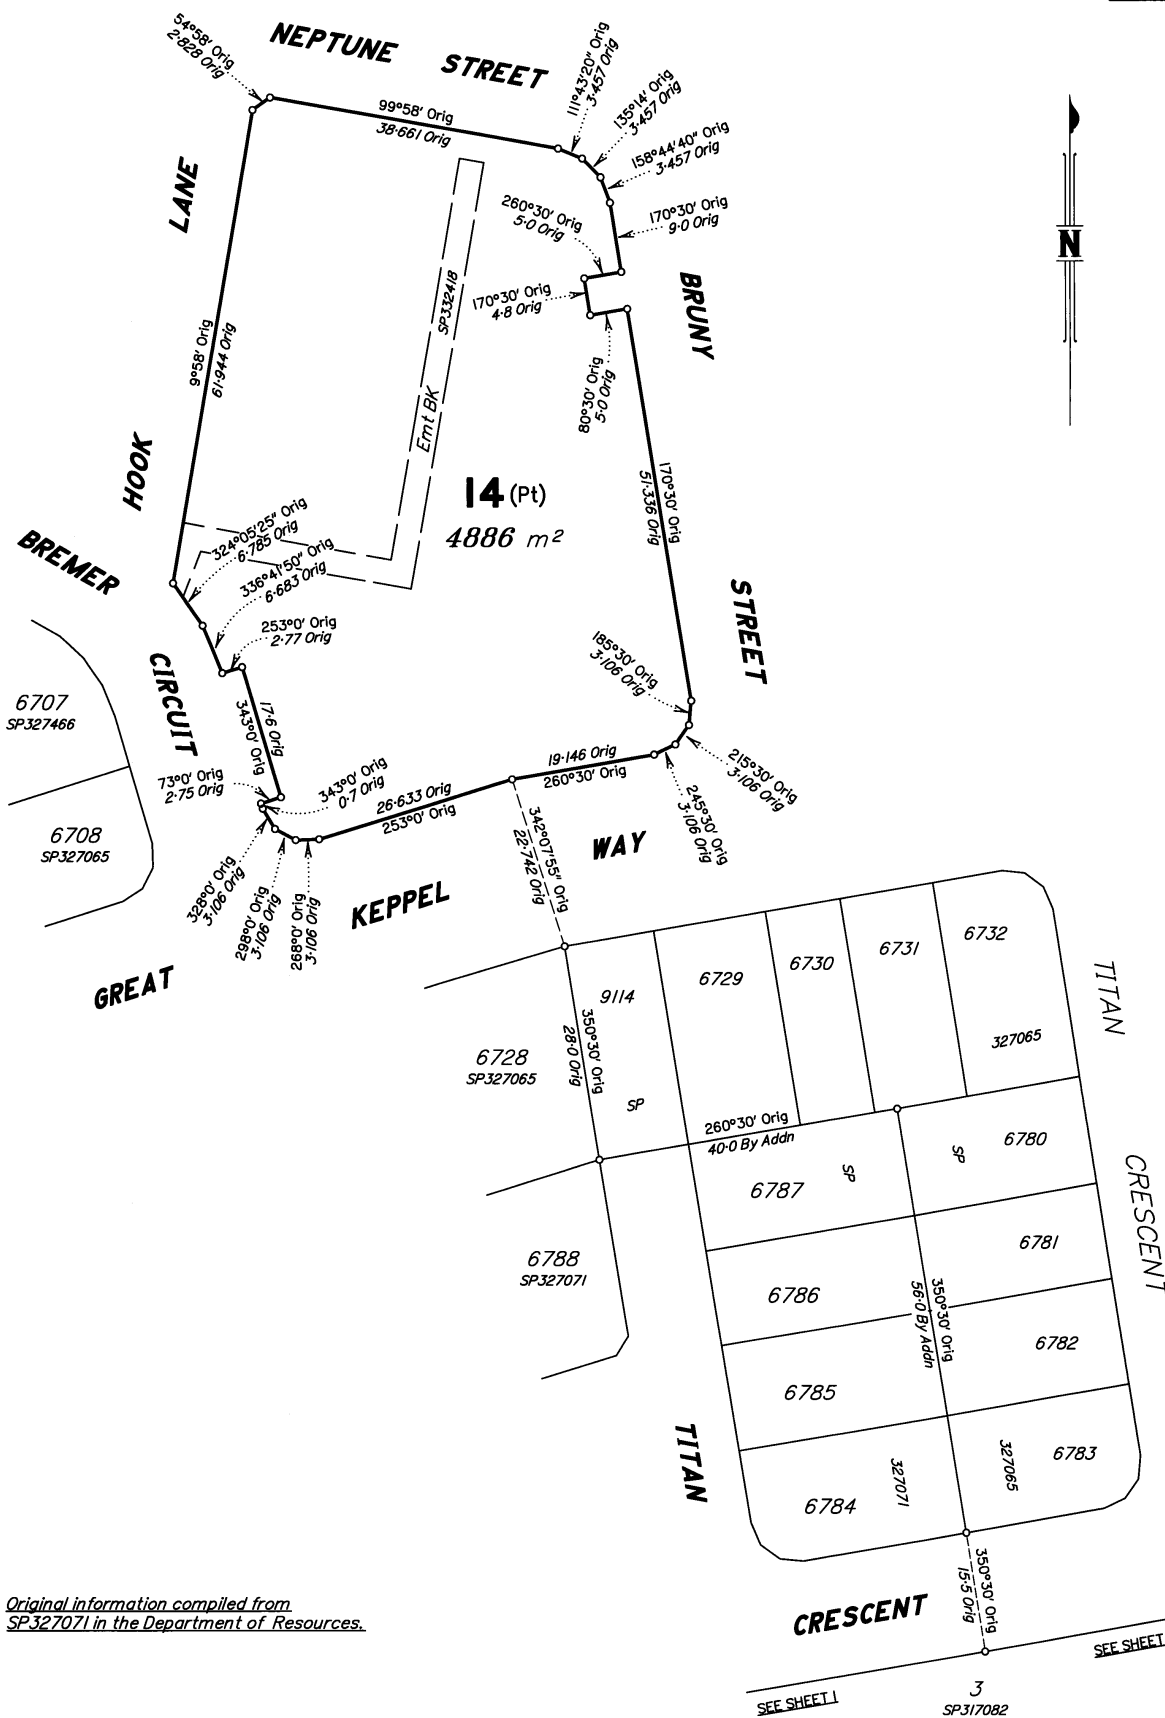 NEPTUNE STREET
54°58' Orig
2·828 Orig
99°58' Orig
38·661 Orig
111°43'20" Orig
3·457 Orig
135°14' Orig
3·457 Orig
158°44'40" Orig
3·457 Orig
170°30' Orig
9·0 Orig
260°30' Orig
5·0 Orig
170°30' Orig
4·8 Orig
80°30' Orig
5·0 Orig
HOOK LANE
9°58' Orig
61·944 Orig
SP332418
Emt BK
N
BRUNY STREET
14 (Pt)
4886 m²
170°30' Orig
51·336 Orig
324°05'25" Orig
6·785 Orig
336°41'50" Orig
6·683 Orig
253°0' Orig
2·77 Orig
BREMER CIRCUIT
6707
SP327466
6708
SP327065
17·6 Orig
343°0' Orig
73°0' Orig
2·75 Orig
343°0' Orig
0·7 Orig
328°0' Orig
3·106 Orig
298°0' Orig
3·106 Orig
268°0' Orig
3·106 Orig
26·633 Orig
253°0' Orig
19·146 Orig
260°30' Orig
185°30' Orig
3·106 Orig
215°30' Orig
3·106 Orig
245°30' Orig
3·106 Orig
342°07'55" Orig
22·742 Orig
GREAT KEPPEL WAY
6728
SP327065
9114
SP
350°30' Orig
28·0 Orig
6729
6730
6731
6732
327065
TITAN CRESCENT
260°30' Orig
40·0 By Addn
6787
SP
SP
6780
6788
SP327071
6786
6781
350°30' Orig
56·0 By Addn
6782
6785
6784
327071
327065
6783
TITAN
CRESCENT
350°30' Orig
15·5 Orig
Original information compiled from
SP327071 in the Department of Resources.
SEE SHEET 1
SEE SHEET
3
SP317082